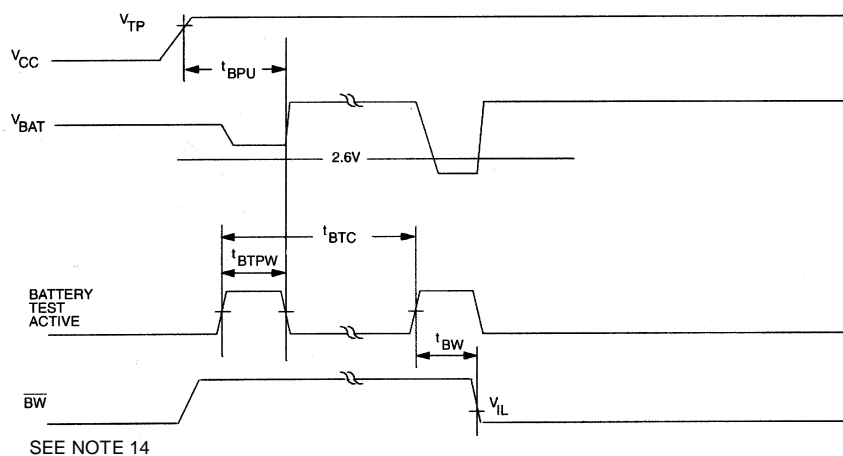 VTP
VCC
tBPU
VBAT
2.6V
tBTC
tBTPW
BATTERY
TEST
ACTIVE
tBW
BW
VIL
SEE NOTE 14